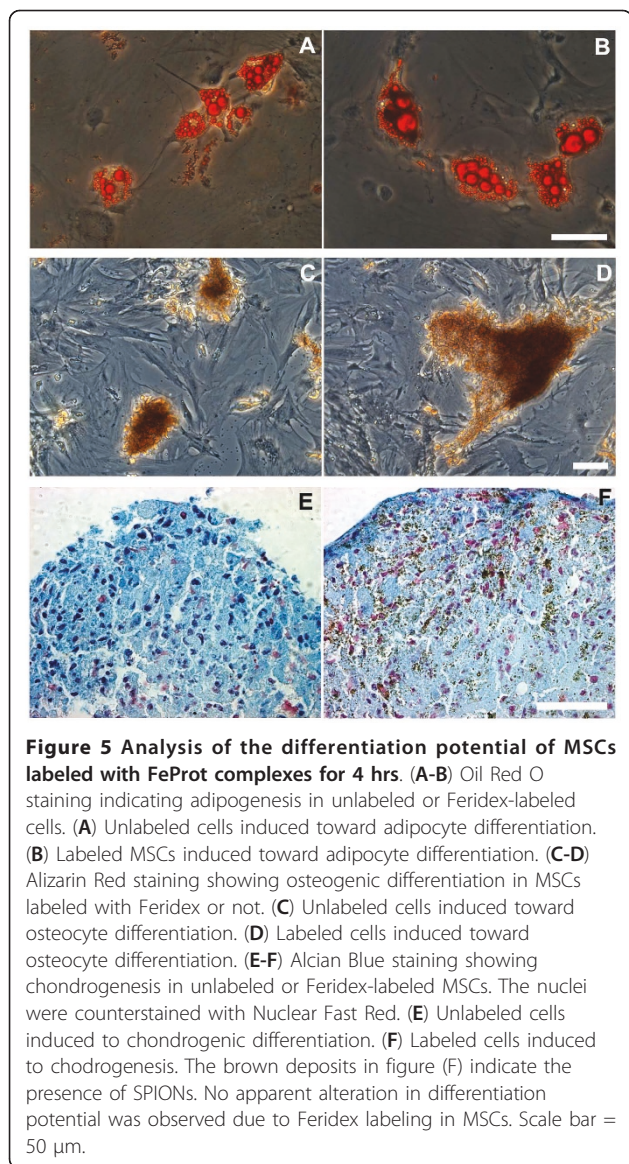 A
B
C
D
E
F
Figure 5 Analysis of the differentiation potential of MSCs
labeled with FeProt complexes for 4 hrs. (A-B) Oil Red O
staining indicating adipogenesis in unlabeled or Feridex-labeled
cells. (A) Unlabeled cells induced toward adipocyte differentiation.
(B) Labeled MSCs induced toward adipocyte differentiation. (C-D)
Alizarin Red staining showing osteogenic differentiation in MSCs
labeled with Feridex or not. (C) Unlabeled cells induced toward
osteocyte differentiation. (D) Labeled cells induced toward
osteocyte differentiation. (E-F) Alcian Blue staining showing
chondrogenesis in unlabeled or Feridex-labeled MSCs. The nuclei
were counterstained with Nuclear Fast Red. (E) Unlabeled cells
induced to chondrogenic differentiation. (F) Labeled cells induced
to chodrogenesis. The brown deposits in figure (F) indicate the
presence of SPIONs. No apparent alteration in differentiation
potential was observed due to Feridex labeling in MSCs. Scale bar =
50 μm.